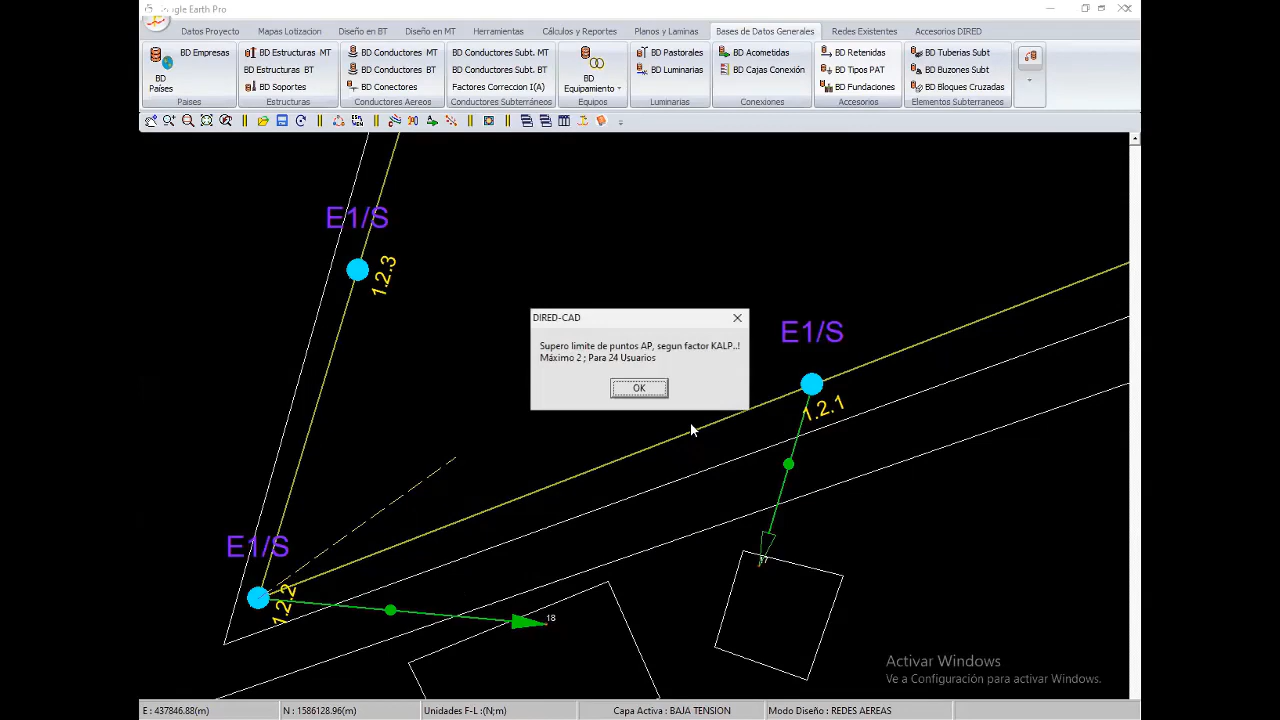 Google Earth Pro
Datos Proyecto
Mapas Lotizacion
Diseño en BT
Diseño en MT
Herramientas
Cálculos y Reportes
Planos y Laminas
Bases de Datos Generales
Redes Existentes
Accesorios DIRED
BD Empresas
BD
Países
Paises
BD Estructuras MT
BD Estructuras BT
BD Soportes
Estructuras
BD Conductores MT
BD Conductores BT
BD Conectores
Conductores Aereos
BD Conductores Subt. MT
BD Conductores Subt. BT
Factores Correccion I(A)
Conductores Subterráneos
BD
Equipamiento
Equipos
BD Pastorales
BD Luminarias
Luminarias
BD Acometidas
BD Cajas Conexión
Conexiones
BD Retenidas
BD Tipos PAT
BD Fundaciones
Accesorios
BD Tuberias Subt
BD Buzones Subt
BD Bloques Cruzadas
Elementos Subterraneos
E1/S
1.2.3
DIRED-CAD
Supero limite de puntos AP, segun factor KALP..!
Máximo 2 ; Para 24 Usuarios
OK
E1/S
1.2.1
17
E1/S
1.2.2
18
Activar Windows
Ve a Configuración para activar Windows.
E : 437846.88(m)
N : 1586128.96(m)
Unidades F-L :(N;m)
Capa Activa : BAJA TENSION
Modo Diseño : REDES AEREAS